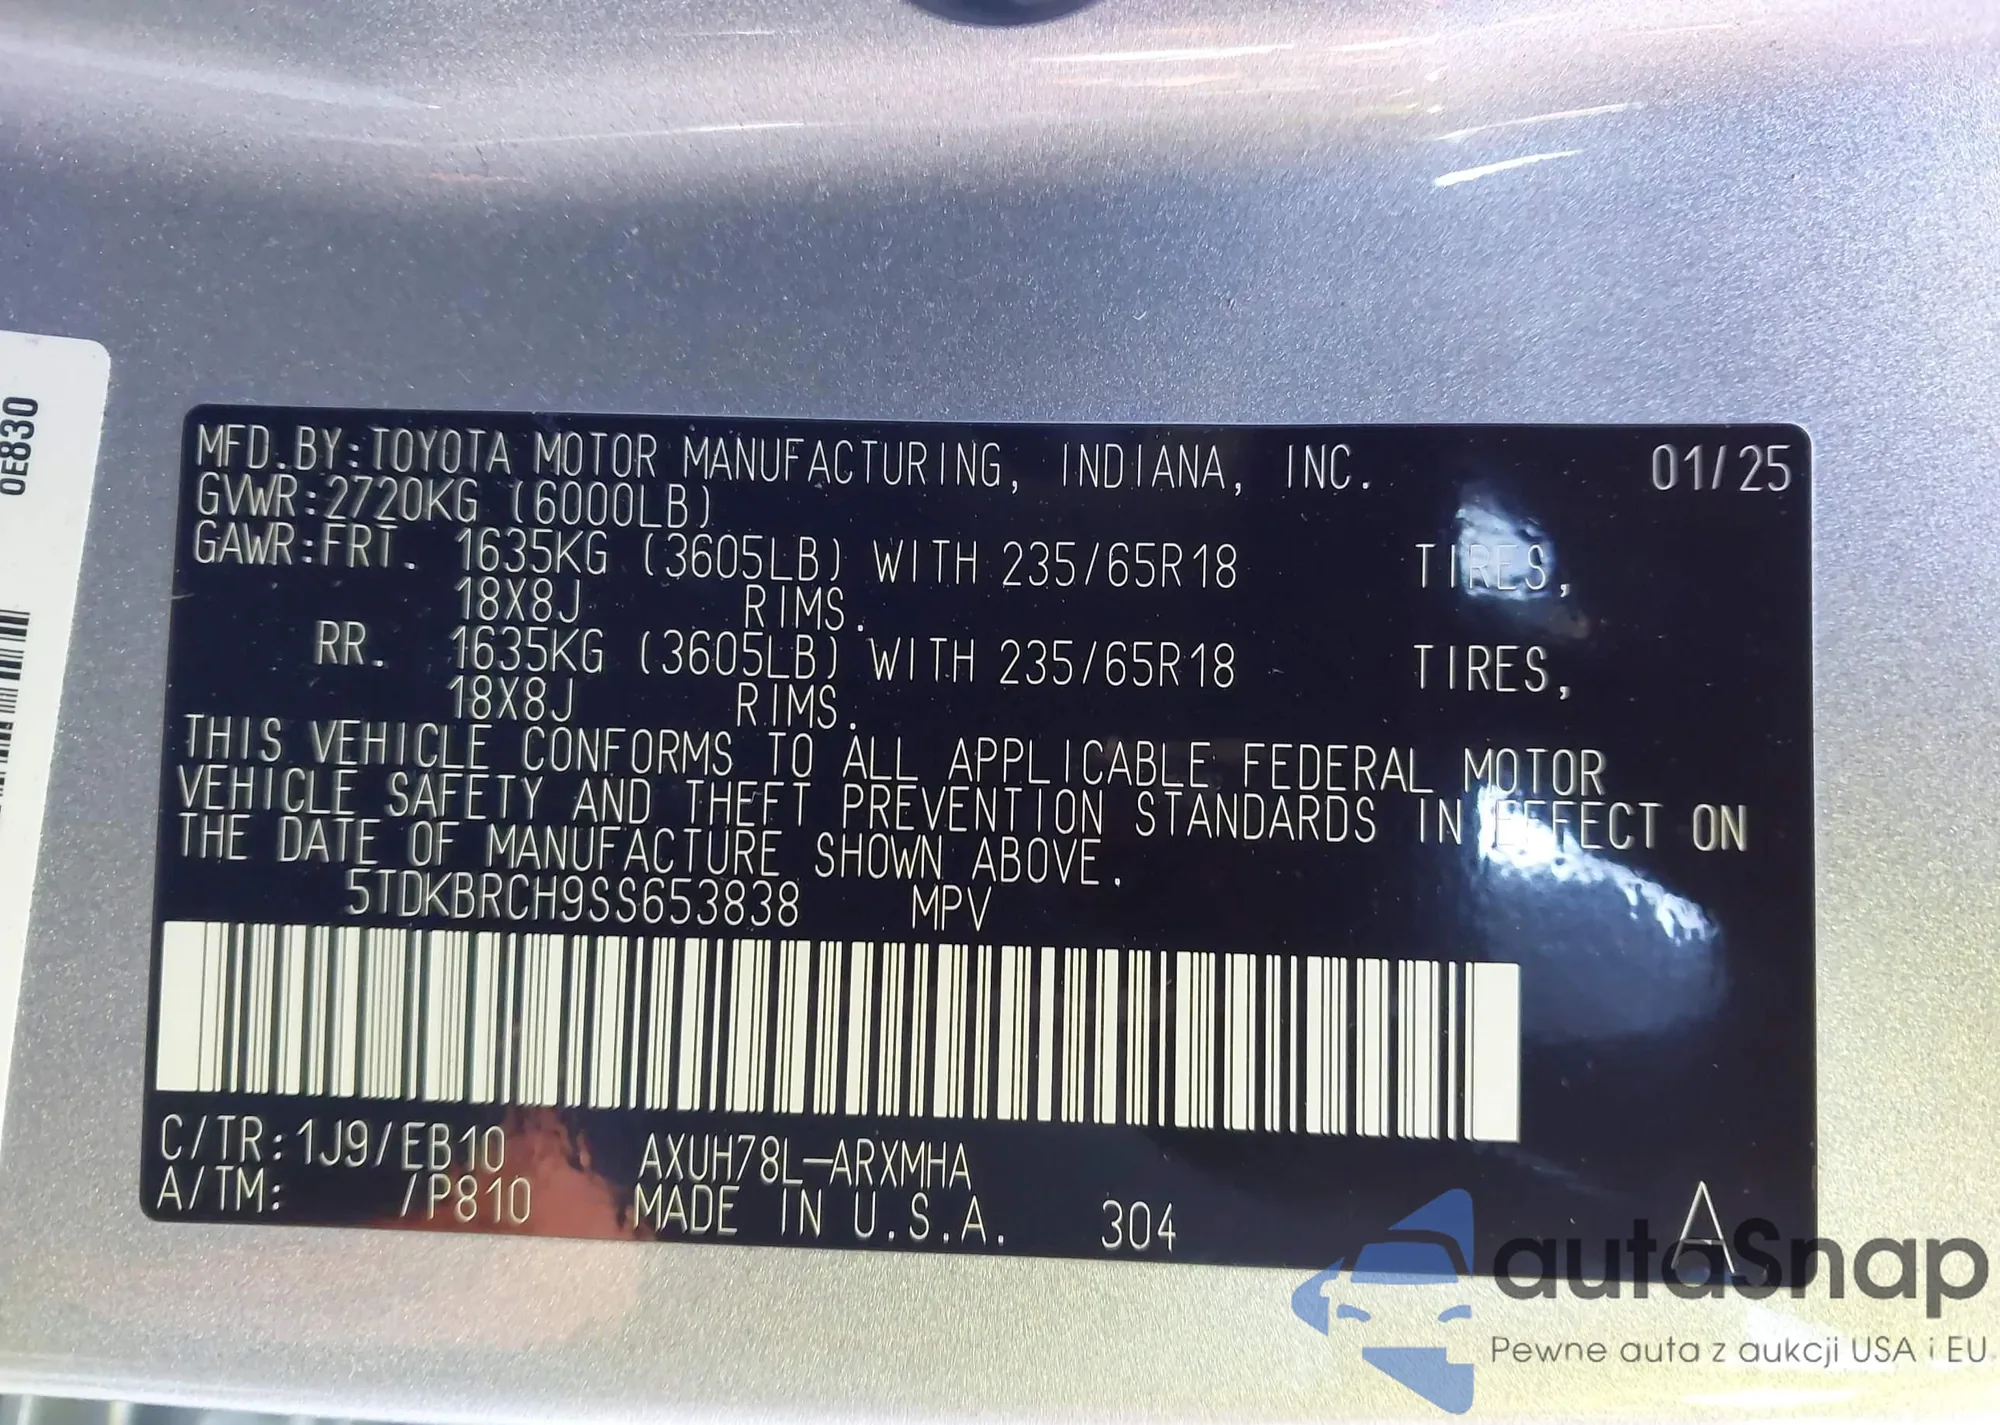 MFD.BY:TOYOTA MOTOR MANUFACTURING, INDIANA, INC. 01/25
GVWR:2720KG (6000LB)
GAWR:FRT. 1635KG (3605LB) WITH 235/65R18 TIRES,
18X8J RIMS.
RR. 1635KG (3605LB) WITH 235/65R18 TIRES,
18X8J RIMS.
THIS VEHICLE CONFORMS TO ALL APPLICABLE FEDERAL MOTOR
VEHICLE SAFETY AND THEFT PREVENTION STANDARDS IN EFFECT ON
THE DATE OF MANUFACTURE SHOWN ABOVE.
5TDKBRCH9SS653838 MPV
C/TR:1J9/EB10 AXUH78L-ARXMHA
A/TM: /P810 MADE IN U.S.A. 304 A
0E830
autoSnap
Pewne auta z aukcji USA i EU